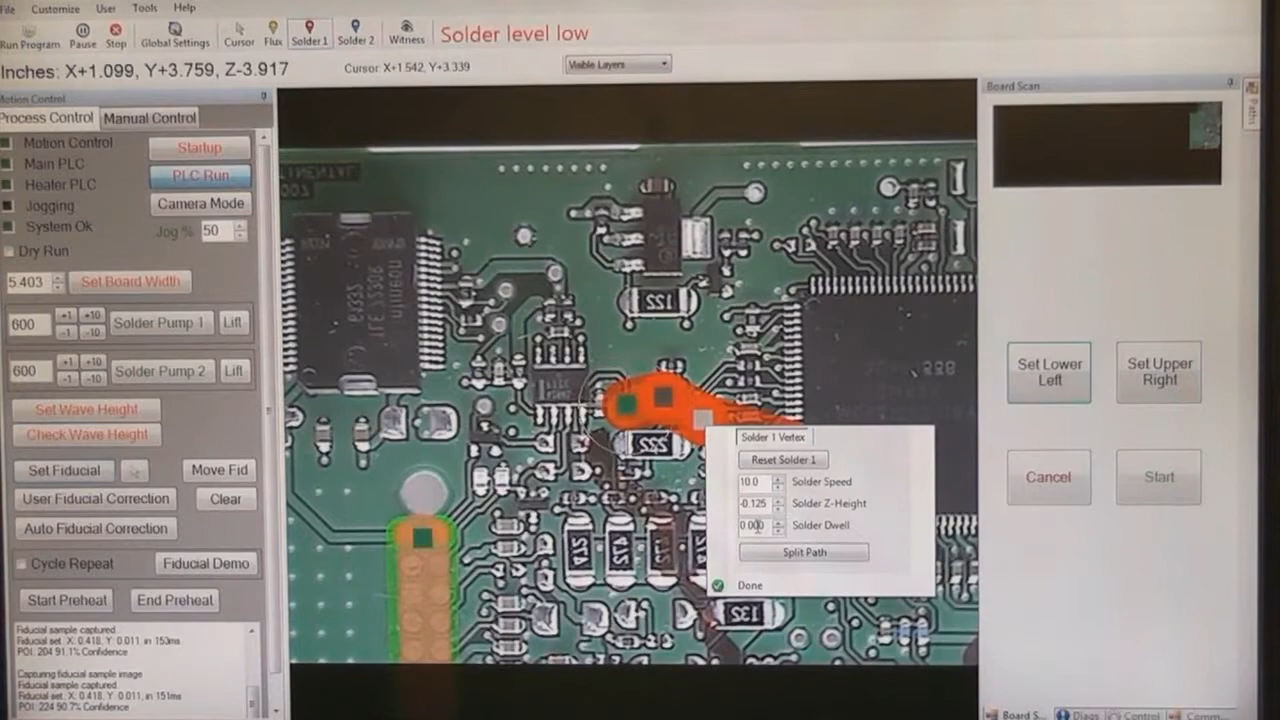 File Customize User Tools Help
Run Program Pause Stop Global Settings Cursor Flux Solder 1 Solder 2 Witness Solder level low
Inches: X+1.099, Y+3.759, Z-3.917 Cursor: X+1.542, Y+3.339 Visible Layers
Motion Control
Process Control Manual Control
Motion Control Startup
Main PLC
Heater PLC PLC Run
Jogging Camera Mode
System Ok Jog % 50
Dry Run
5.403 Set Board Width
600 +1 +10 -1 -10 Solder Pump 1 Lift
600 +1 +10 -1 -10 Solder Pump 2 Lift
Set Wave Height
Check Wave Height
Set Fiducial Move Fid
User Fiducial Correction Clear
Auto Fiducial Correction
Cycle Repeat Fiducial Demo
Start Preheat End Preheat
Fiducial sample captured.
Fiducial set. X: 0.418, Y: 0.011, in 153ms
POI: 204 91.1% Confidence
Capturing fiducial sample image
Fiducial sample captured.
Fiducial set. X: 0.418, Y: 0.011, in 151ms
POI: 224 90.7% Confidence
122
222
274
472
132
Solder 1 Vertex
Reset Solder 1
10.0 Solder Speed
-0.125 Solder Z-Height
0.000 Solder Dwell
Split Path
Done
Board Scan
Paths
Set Lower Left
Set Upper Right
Cancel
Start
Board S... Diags Control Comm...